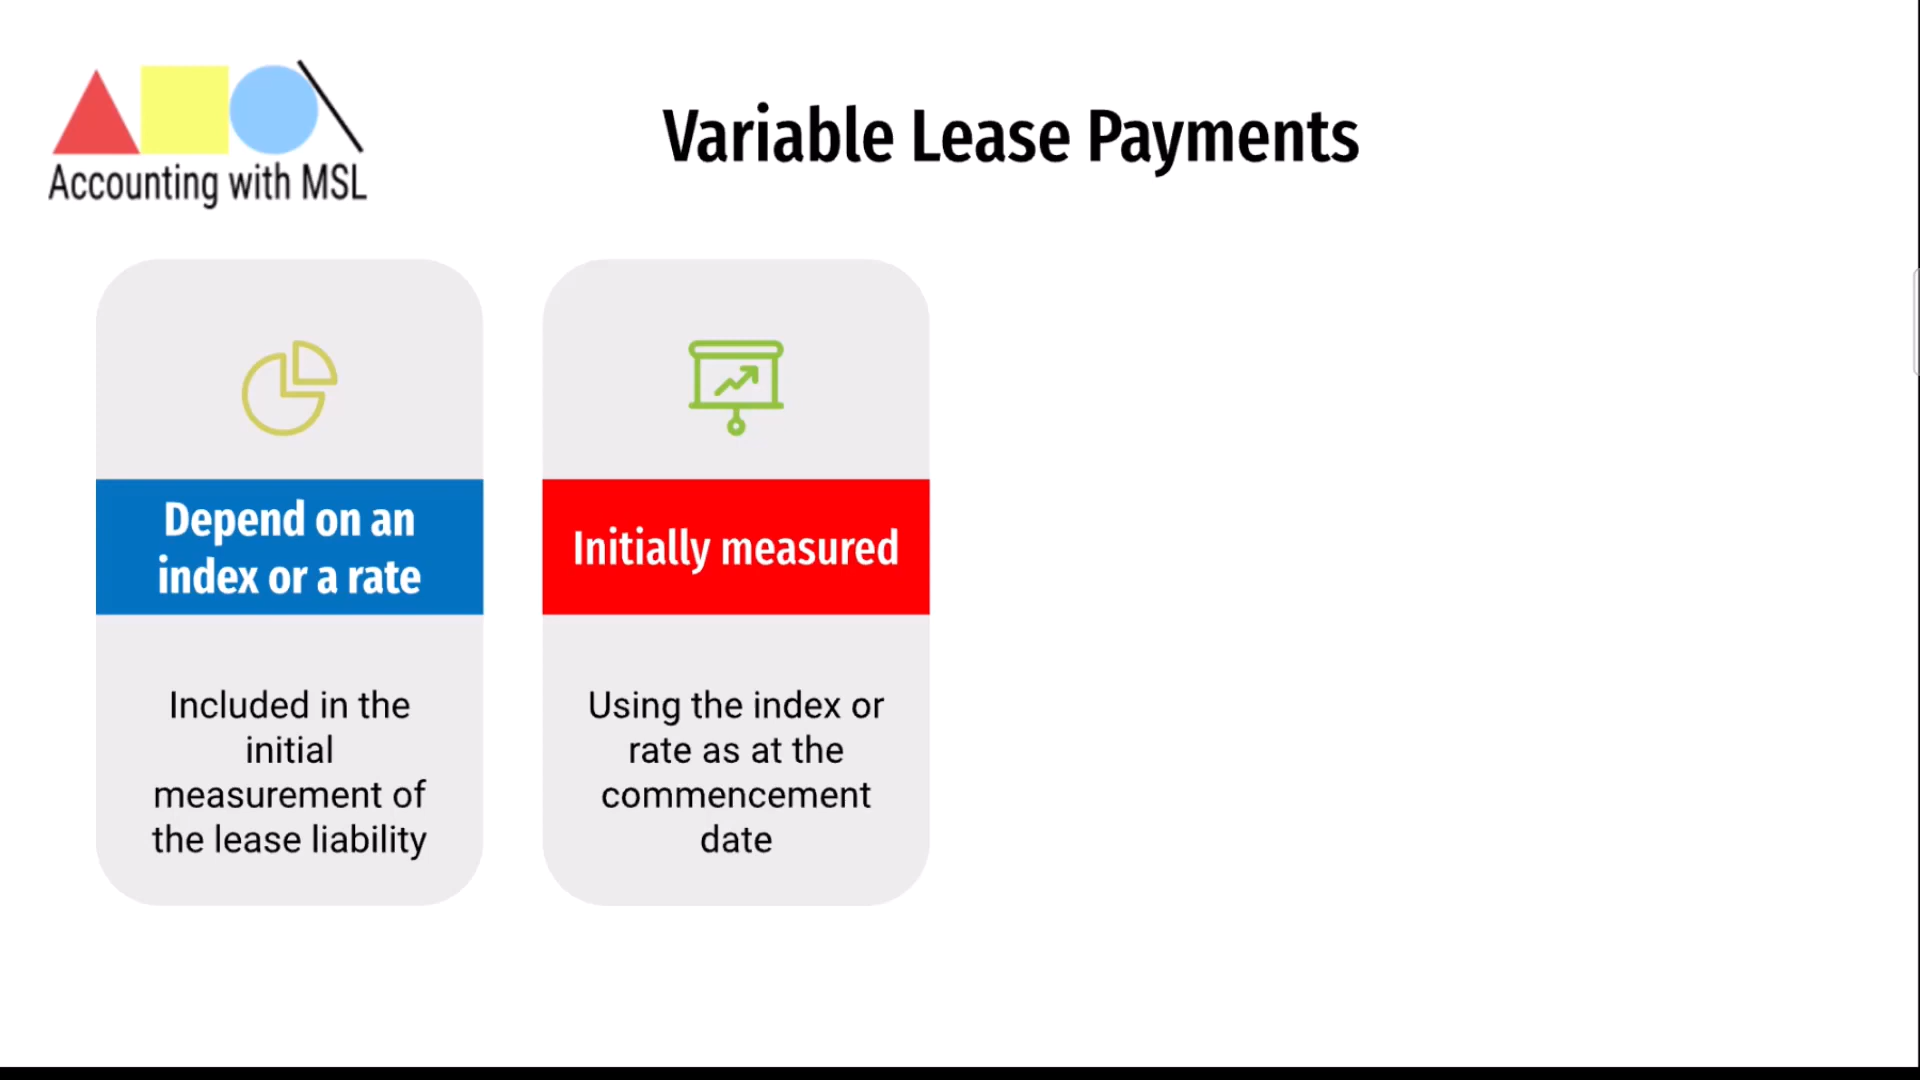 Accounting with MSL
Variable Lease Payments
Depend on an
index or a rate
Included in the
initial
measurement of
the lease liability
Initially measured
Using the index or
rate as at the
commencement
date